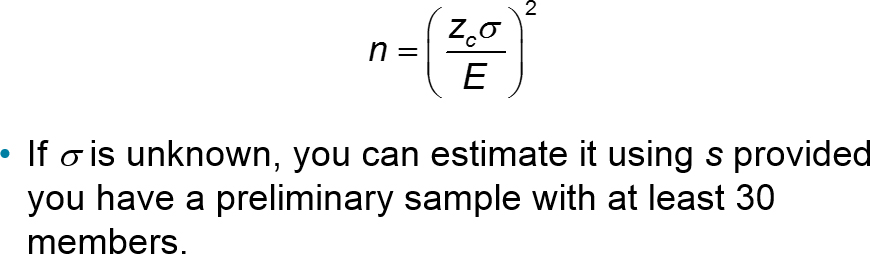 n = (z_c σ / E)^2
• If σ is unknown, you can estimate it using s provided
you have a preliminary sample with at least 30
members.